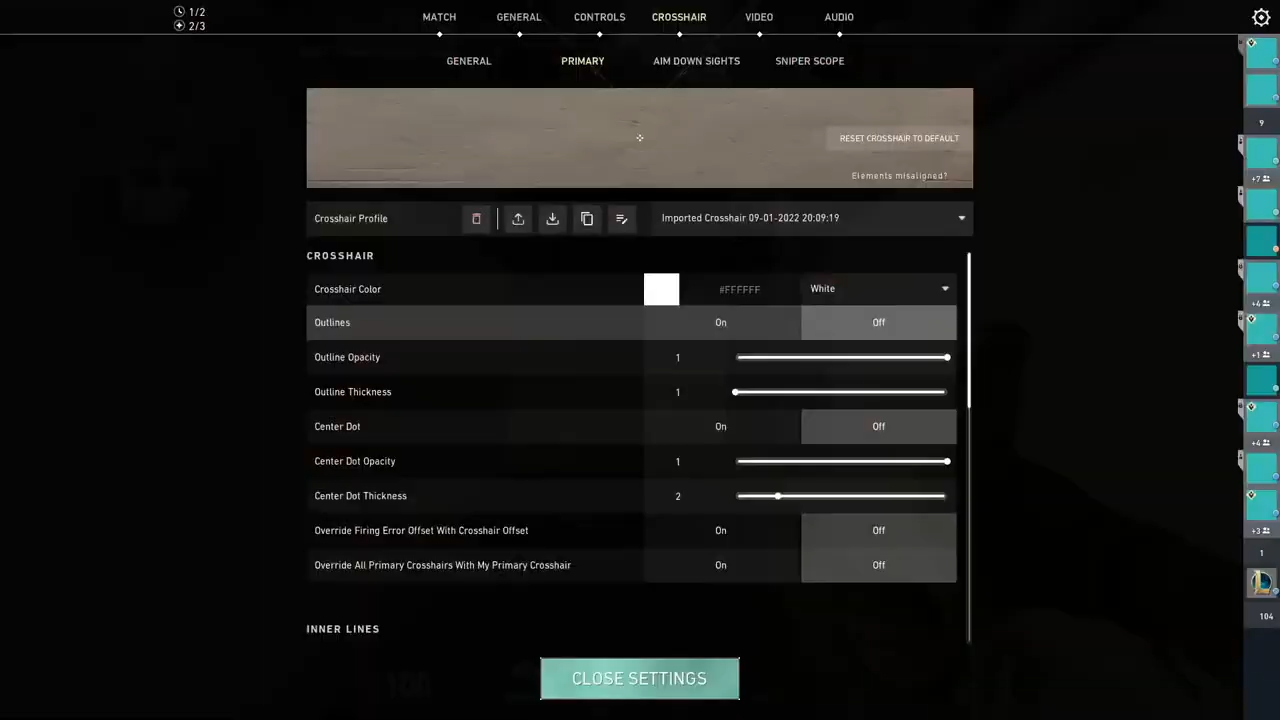 1/2
2/3
MATCH GENERAL CONTROLS CROSSHAIR VIDEO AUDIO
GENERAL PRIMARY AIM DOWN SIGHTS SNIPER SCOPE
RESET CROSSHAIR TO DEFAULT
Elements misaligned?
Crosshair Profile Imported Crosshair 09-01-2022 20:09:19
CROSSHAIR
Crosshair Color #FFFFFF White
Outlines On Off
Outline Opacity 1
Outline Thickness 1
Center Dot On Off
Center Dot Opacity 1
Center Dot Thickness 2
Override Firing Error Offset With Crosshair Offset On Off
Override All Primary Crosshairs With My Primary Crosshair On Off
INNER LINES
CLOSE SETTINGS
9
+7
+4
+1
+4
+3
1
104